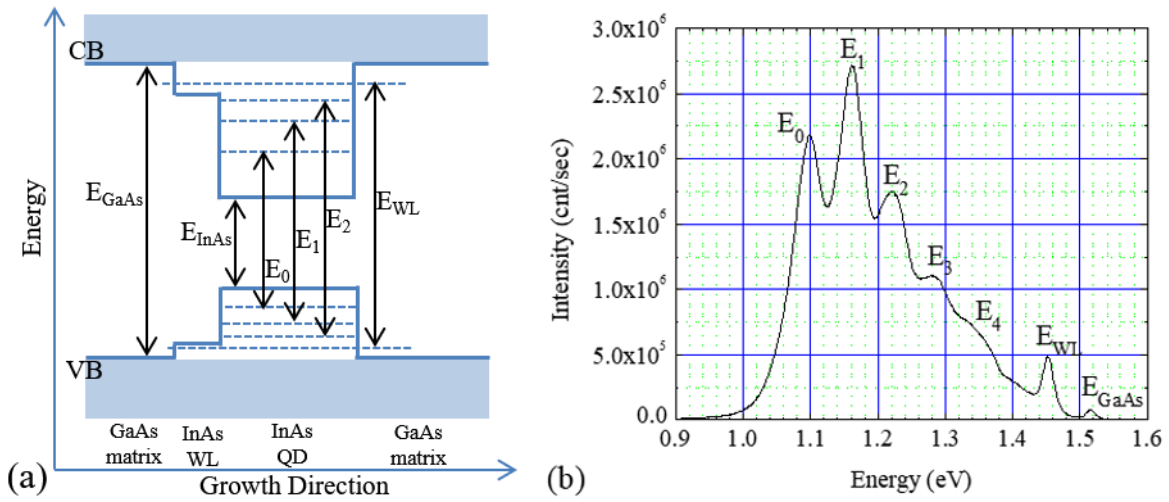 CB
Energy
E_GaAs
E_InAs
E_0
E_1
E_2
E_WL
VB
GaAs matrix
InAs WL
InAs QD
GaAs matrix
(a)
Growth Direction
3.0x10^6
2.5x10^6
2.0x10^6
1.5x10^6
1.0x10^6
5.0x10^5
0.0
Intensity (cnt/sec)
E_0
E_1
E_2
E_3
E_4
E_WL
E_GaAs
0.9 1.0 1.1 1.2 1.3 1.4 1.5 1.6
(b)
Energy (eV)